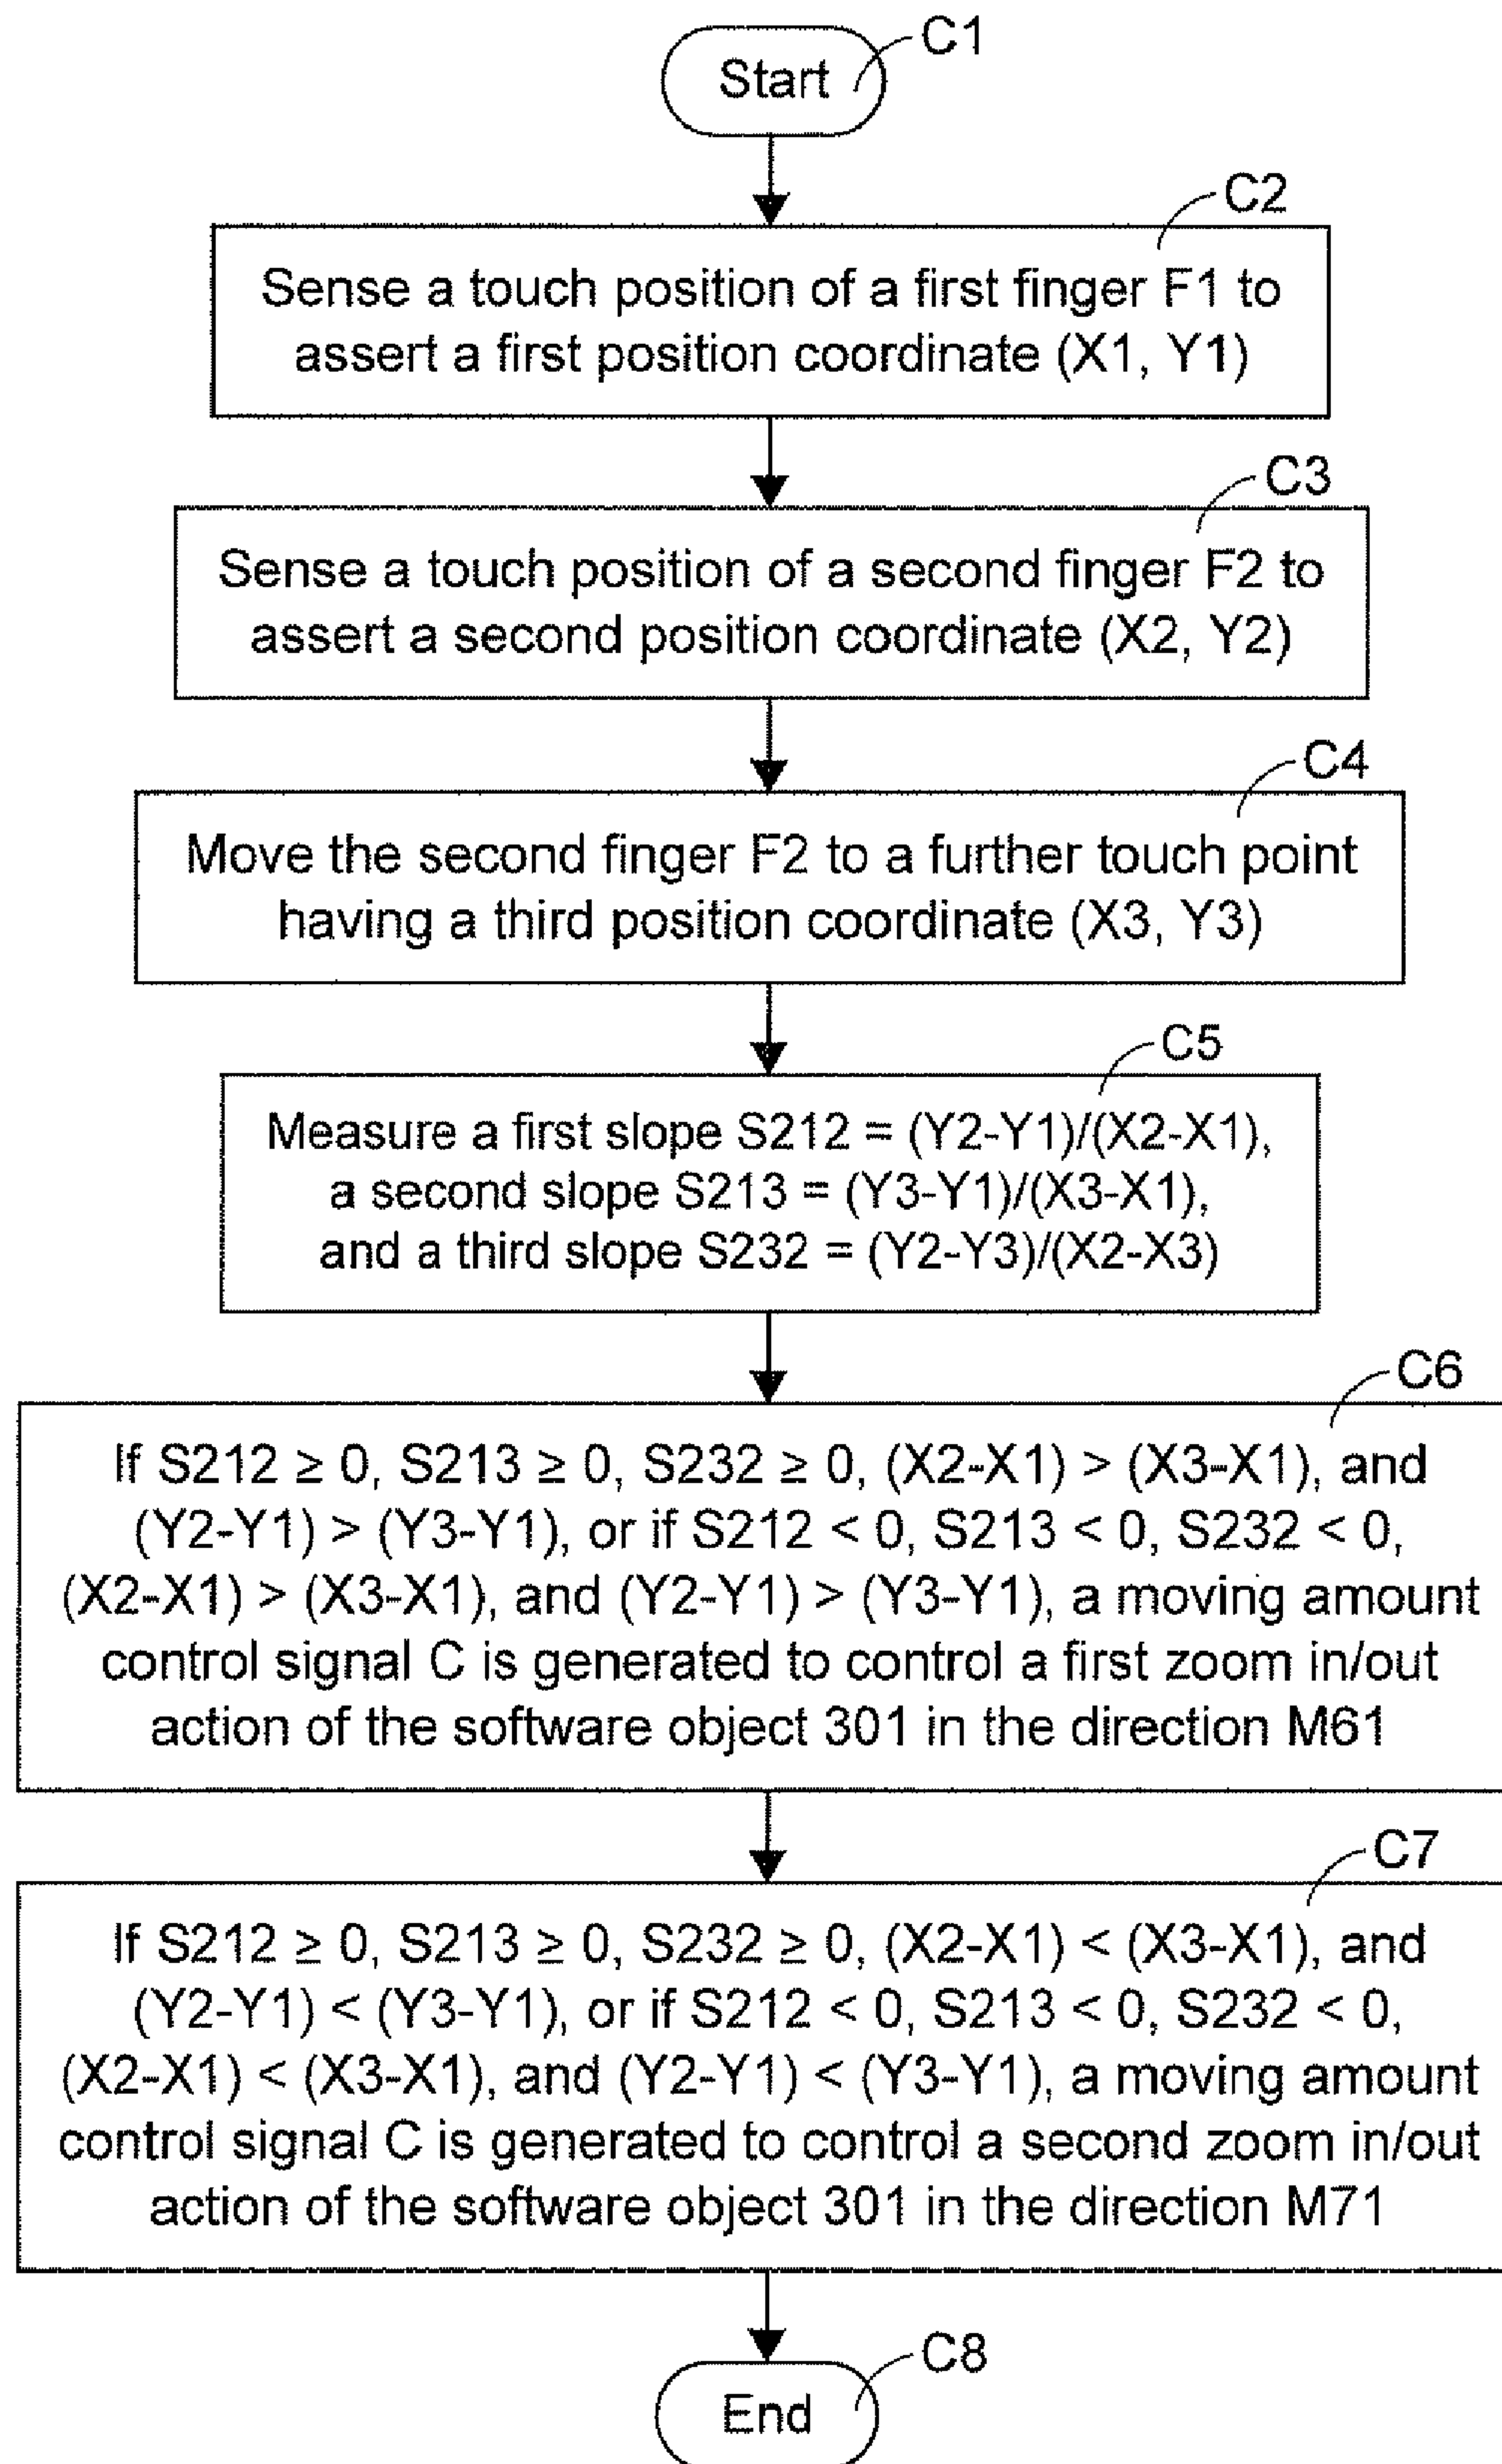 Start
C1
C2
Sense a touch position of a first finger F1 to
assert a first position coordinate (X1, Y1)
C3
Sense a touch position of a second finger F2 to
assert a second position coordinate (X2, Y2)
C4
Move the second finger F2 to a further touch point
having a third position coordinate (X3, Y3)
C5
Measure a first slope S212 = (Y2-Y1)/(X2-X1),
a second slope S213 = (Y3-Y1)/(X3-X1),
and a third slope S232 = (Y2-Y3)/(X2-X3)
C6
If S212 ≥ 0, S213 ≥ 0, S232 ≥ 0, (X2-X1) > (X3-X1), and
(Y2-Y1) > (Y3-Y1), or if S212 < 0, S213 < 0, S232 < 0,
(X2-X1) > (X3-X1), and (Y2-Y1) > (Y3-Y1), a moving amount
control signal C is generated to control a first zoom in/out
action of the software object 301 in the direction M61
C7
If S212 ≥ 0, S213 ≥ 0, S232 ≥ 0, (X2-X1) < (X3-X1), and
(Y2-Y1) < (Y3-Y1), or if S212 < 0, S213 < 0, S232 < 0,
(X2-X1) < (X3-X1), and (Y2-Y1) < (Y3-Y1), a moving amount
control signal C is generated to control a second zoom in/out
action of the software object 301 in the direction M71
C8
End